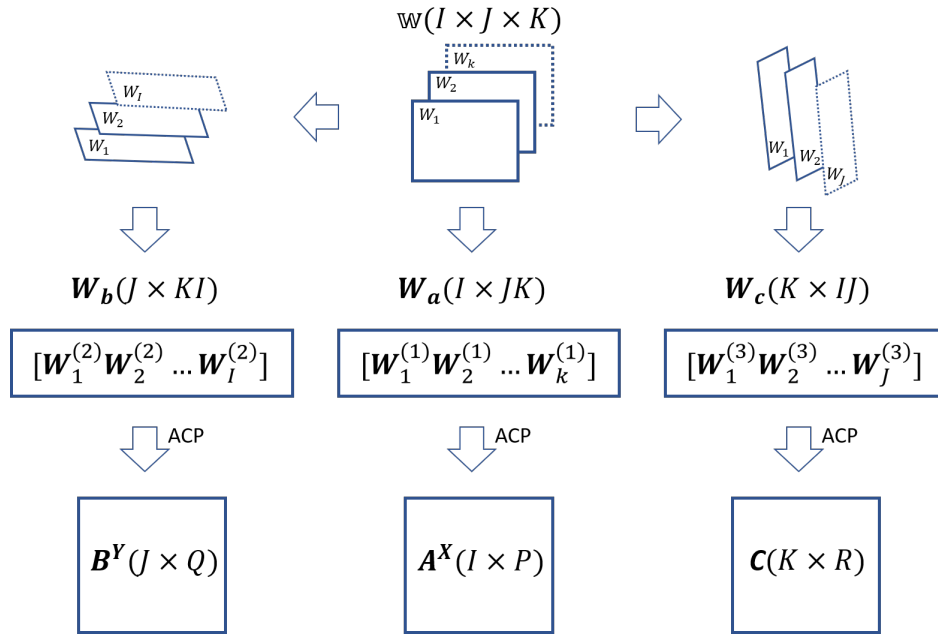 𝕎(I × J × K)
W_I
W_2
W_1
W_k
W_2
W_1
W_1
W_2
W_J
W_b(J × KI)
W_a(I × JK)
W_c(K × IJ)
[W_1^(2) W_2^(2) … W_I^(2)]
[W_1^(1) W_2^(1) … W_k^(1)]
[W_1^(3) W_2^(3) … W_J^(3)]
ACP
ACP
ACP
B^Y(J × Q)
A^X(I × P)
C(K × R)